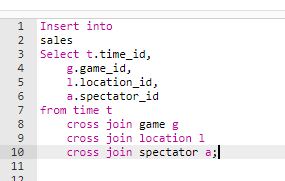 1 Insert into
2 sales
3 Select t.time_id,
4 g.game_id,
5 l.location_id,
6 a.spectator_id
7 from time t
8 cross join game g
9 cross join location l
10 cross join spectator a;
11
12